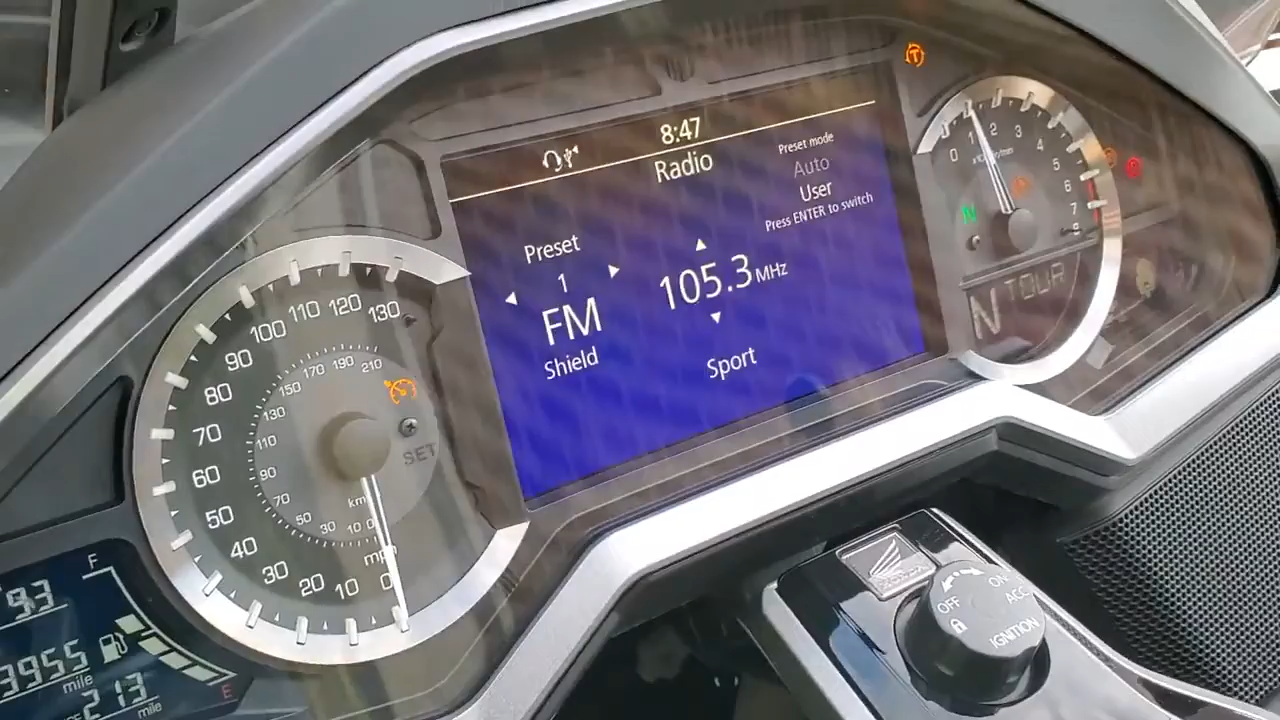 8:47
Radio
Preset mode
Auto
User
Press ENTER to switch
Preset
1
FM
Shield
105.3 MHz
Sport
130
120
110
100
90
80
70
60
50
40
30
20
10
0
mph
210
190
170
150
130
110
90
70
50
30
10
0
km/h
SET
0
1
2
3
4
5
6
7
8
N
N
TOUR
F
93
3955
mile
213
mile
E
ON
ACC
OFF
IGNITION